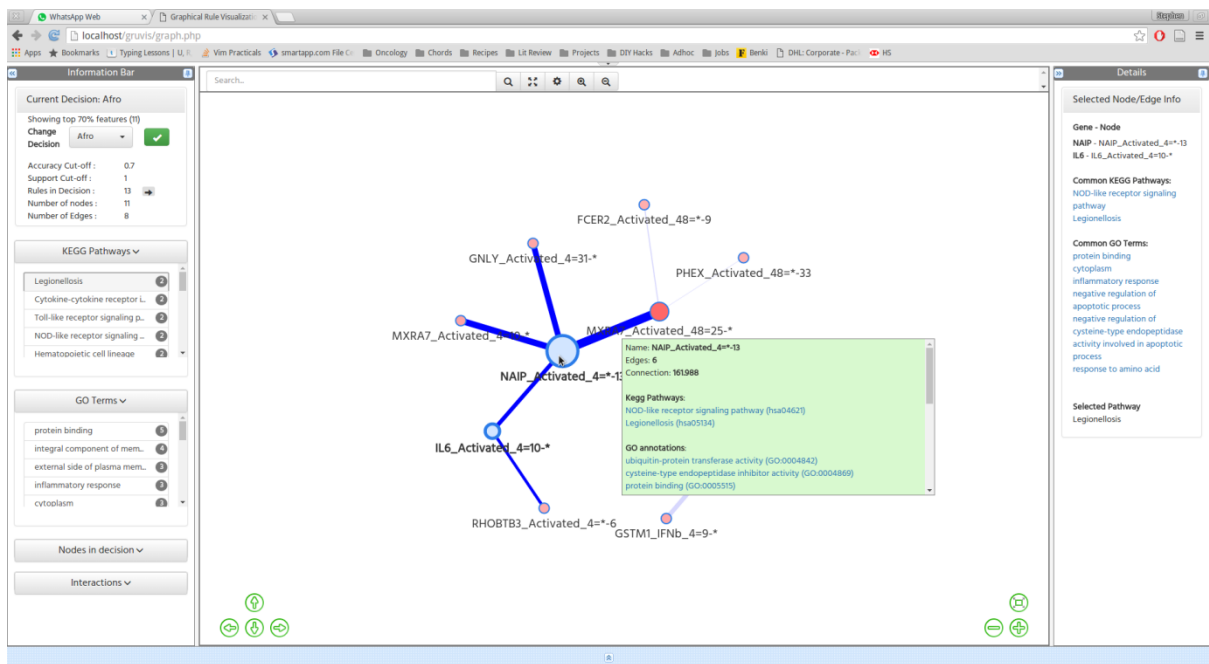 WhatsApp Web
Graphical Rule Visualizatio
Stephen
localhost/gruvis/graph.php
Apps
Bookmarks
Typing Lessons | U, R
Vim Practicals
smartapp.com File Ce
Oncology
Chords
Recipes
Lit Review
Projects
DIY Hacks
Adhoc
Jobs
Benki
DHL: Corporate - Pac
HS
Information Bar
Current Decision: Afro
Showing top 70% features (11)
Change
Decision
Afro
Accuracy Cut-off : 0.7
Support Cut-off : 1
Rules in Decision : 13
Number of nodes : 11
Number of Edges : 8
KEGG Pathways
Legionellosis 2
Cytokine-cytokine receptor i... 2
Toll-like receptor signaling p... 2
NOD-like receptor signaling ... 2
Hematopoietic cell lineage 2
GO Terms
protein binding 5
integral component of mem... 4
external side of plasma mem... 3
inflammatory response 3
cytoplasm 3
Nodes in decision
Interactions
Search..
FCER2_Activated_48=*-9
GNLY_Activated_4=31-*
PHEX_Activated_48=*-33
MXRA7_Activated_48=25-*
NAIP_Activated_4=*-13
IL6_Activated_4=10-*
RHOBTB3_Activated_4=*-6
GSTM1_IFNb_4=9-*
Name: NAIP_Activated_4=*-13
Edges: 6
Connection: 161.988
Kegg Pathways:
NOD-like receptor signaling pathway (hsa04621)
Legionellosis (hsa05134)
GO annotations:
ubiquitin-protein transferase activity (GO:0004842)
cysteine-type endopeptidase inhibitor activity (GO:0004869)
protein binding (GO:0005515)
Details
Selected Node/Edge Info
Gene - Node
NAIP - NAIP_Activated_4=*-13
IL6 - IL6_Activated_4=10-*
Common KEGG Pathways:
NOD-like receptor signaling
pathway
Legionellosis
Common GO Terms:
protein binding
cytoplasm
inflammatory response
negative regulation of
apoptotic process
negative regulation of
cysteine-type endopeptidase
activity involved in apoptotic
process
response to amino acid
Selected Pathway
Legionellosis